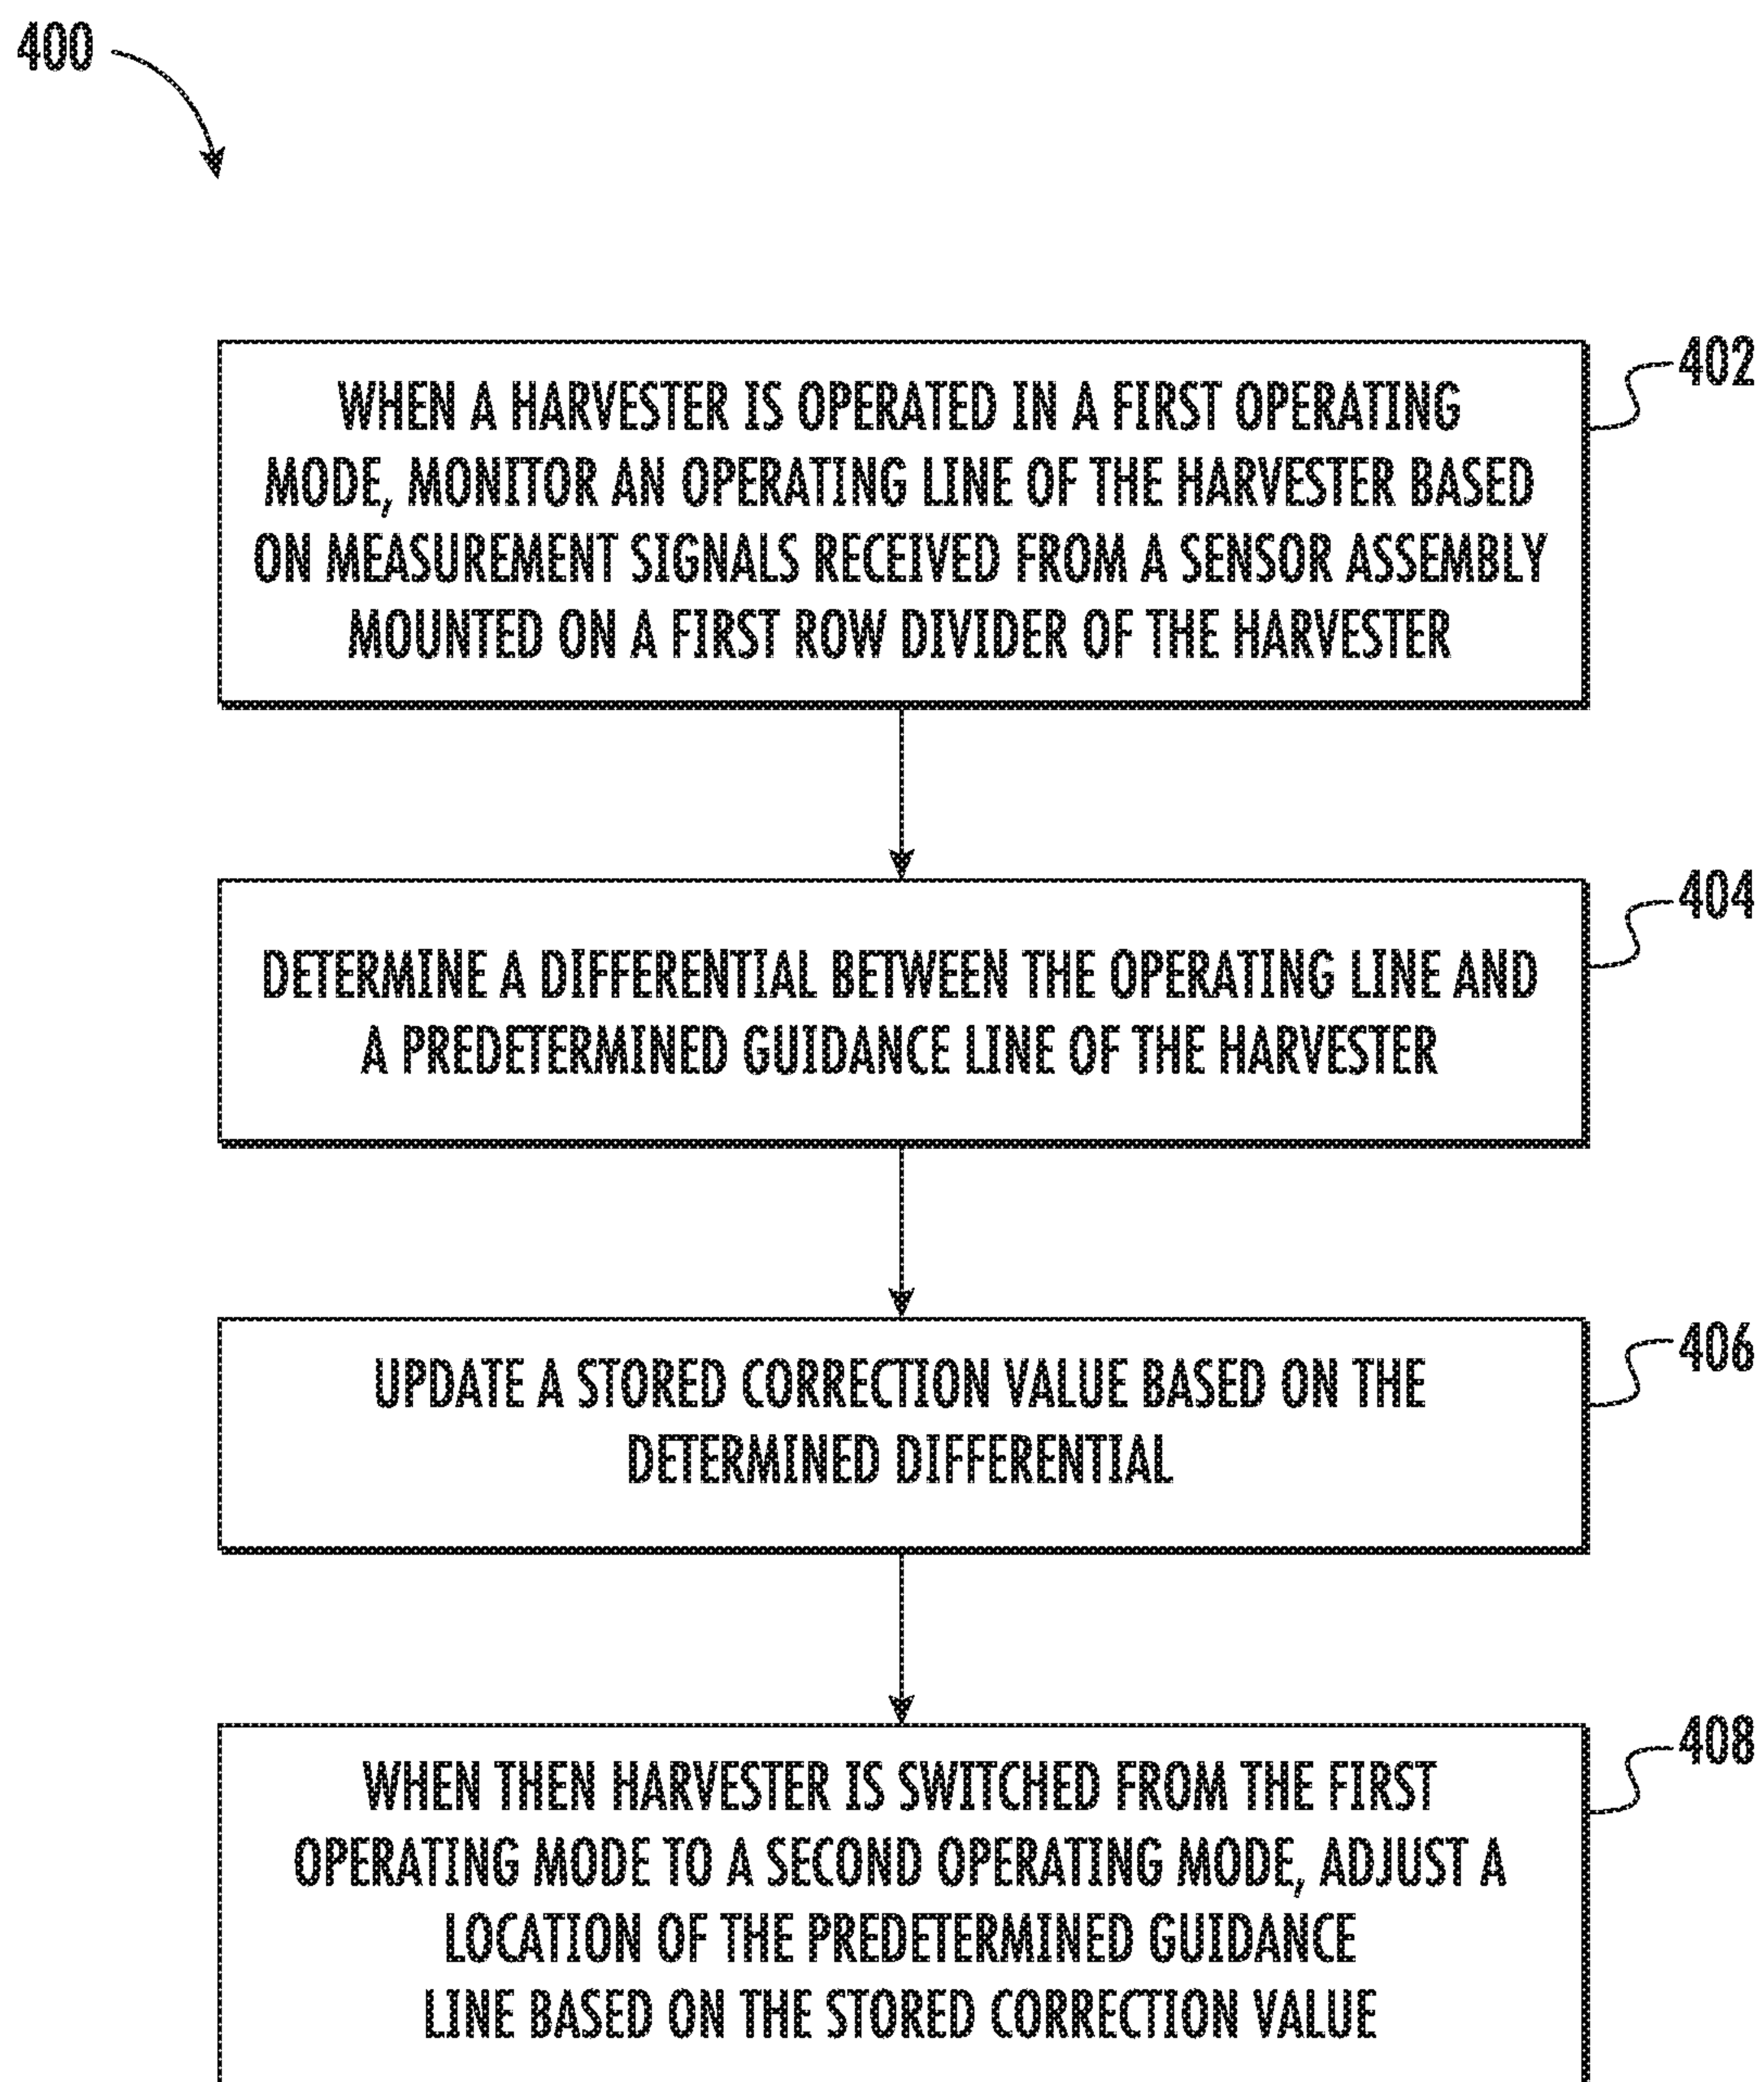 400
402
WHEN A HARVESTER IS OPERATED IN A FIRST OPERATING
MODE, MONITOR AN OPERATING LINE OF THE HARVESTER BASED
ON MEASUREMENT SIGNALS RECEIVED FROM A SENSOR ASSEMBLY
MOUNTED ON A FIRST ROW DIVIDER OF THE HARVESTER
404
DETERMINE A DIFFERENTIAL BETWEEN THE OPERATING LINE AND
A PREDETERMINED GUIDANCE LINE OF THE HARVESTER
406
UPDATE A STORED CORRECTION VALUE BASED ON THE
DETERMINED DIFFERENTIAL
408
WHEN THEN HARVESTER IS SWITCHED FROM THE FIRST
OPERATING MODE TO A SECOND OPERATING MODE, ADJUST A
LOCATION OF THE PREDETERMINED GUIDANCE
LINE BASED ON THE STORED CORRECTION VALUE